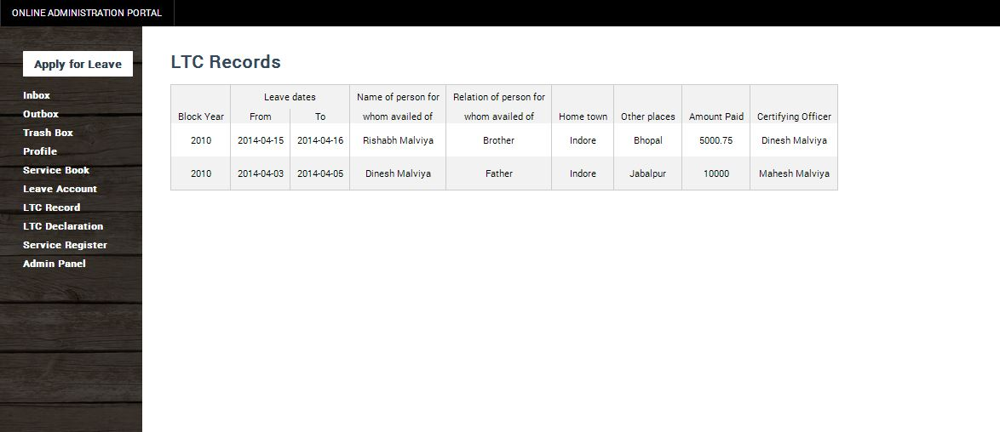 ONLINE ADMINISTRATION PORTAL
Apply for Leave
Inbox
Outbox
Trash Box
Profile
Service Book
Leave Account
LTC Record
LTC Declaration
Service Register
Admin Panel
LTC Records
Leave dates Name of person for Relation of person for
Block Year From To whom availed of whom availed of Home town Other places Amount Paid Certifying Officer
2010 2014-04-15 2014-04-16 Rishabh Malviya Brother Indore Bhopal 5000.75 Dinesh Malviya
2010 2014-04-03 2014-04-05 Dinesh Malviya Father Indore Jabalpur 10000 Mahesh Malviya